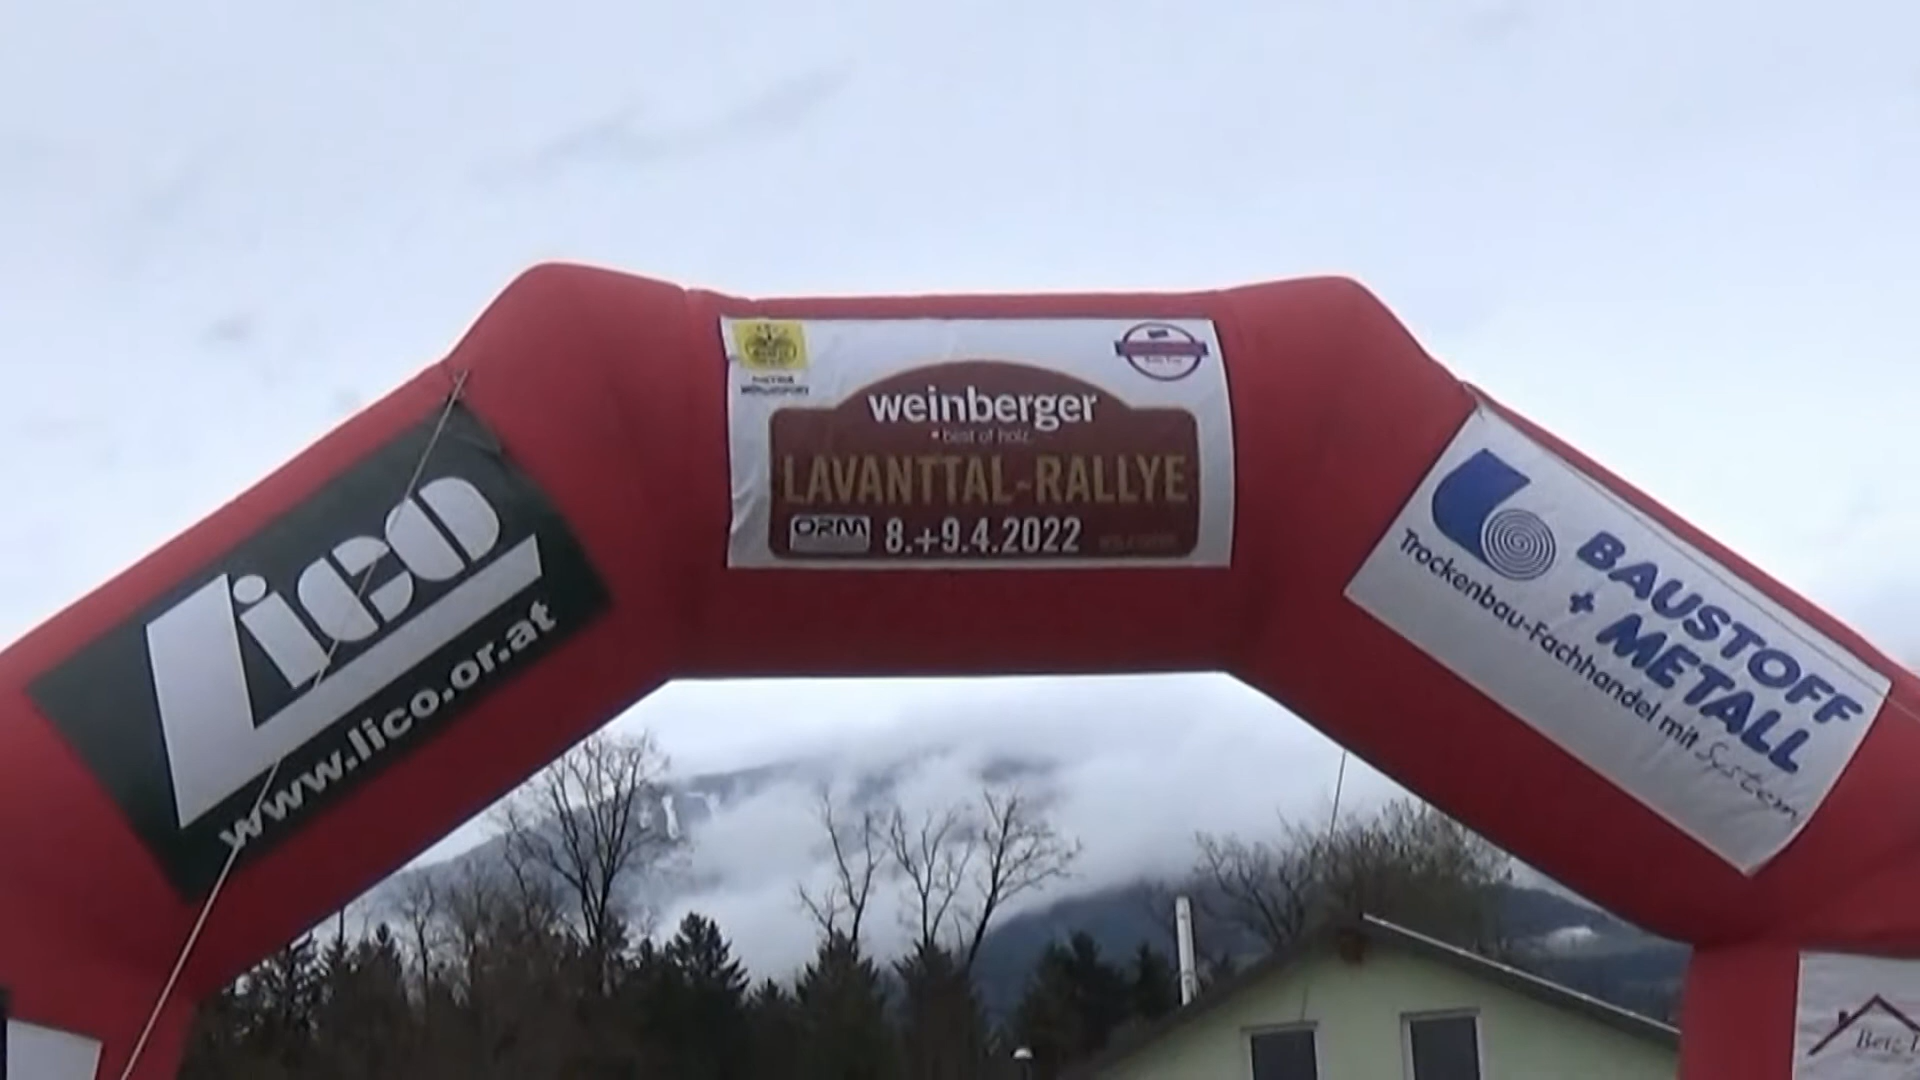 weinberger
best of holz
LAVANTTAL-RALLYE
ORM
8.+9.4.2022
Lico
www.lico.or.at
BAUSTOFF
+ METALL
Trockenbau-Fachhandel mit System